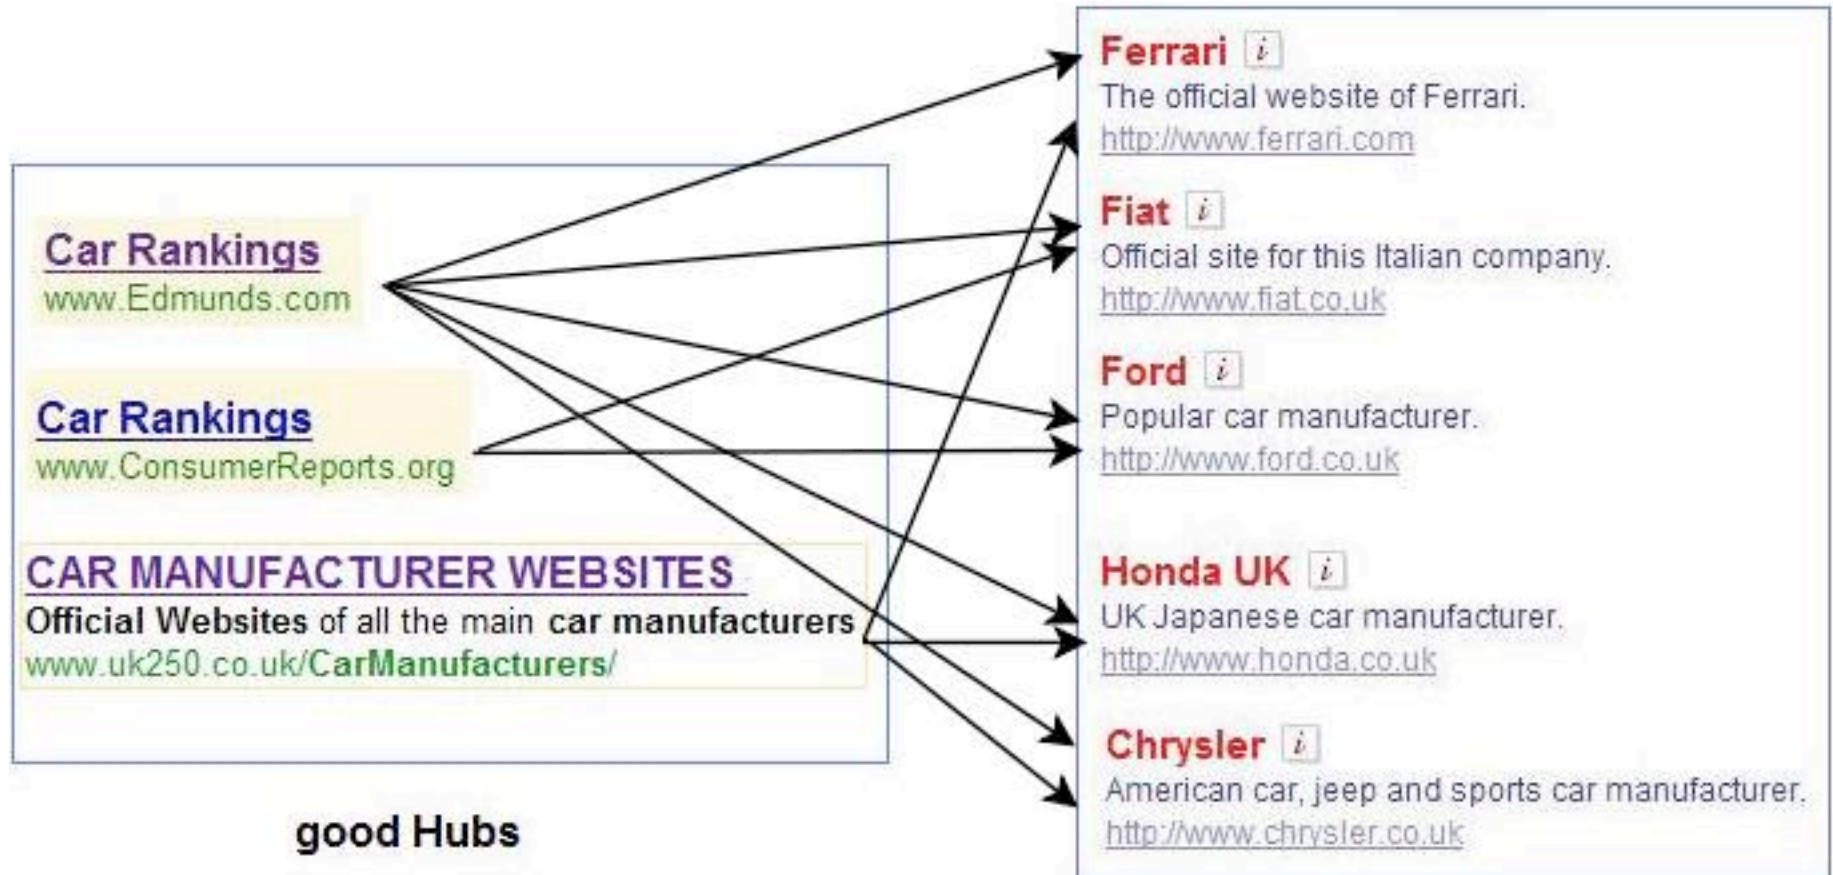 Car Rankings
www.Edmunds.com
Car Rankings
www.ConsumerReports.org
CAR MANUFACTURER WEBSITES
Official Websites of all the main car manufacturers
www.uk250.co.uk/CarManufacturers/
good Hubs
Ferrari i
The official website of Ferrari.
http://www.ferrari.com
Fiat i
Official site for this Italian company.
http://www.fiat.co.uk
Ford i
Popular car manufacturer.
http://www.ford.co.uk
Honda UK i
UK Japanese car manufacturer.
http://www.honda.co.uk
Chrysler i
American car, jeep and sports car manufacturer.
http://www.chrysler.co.uk